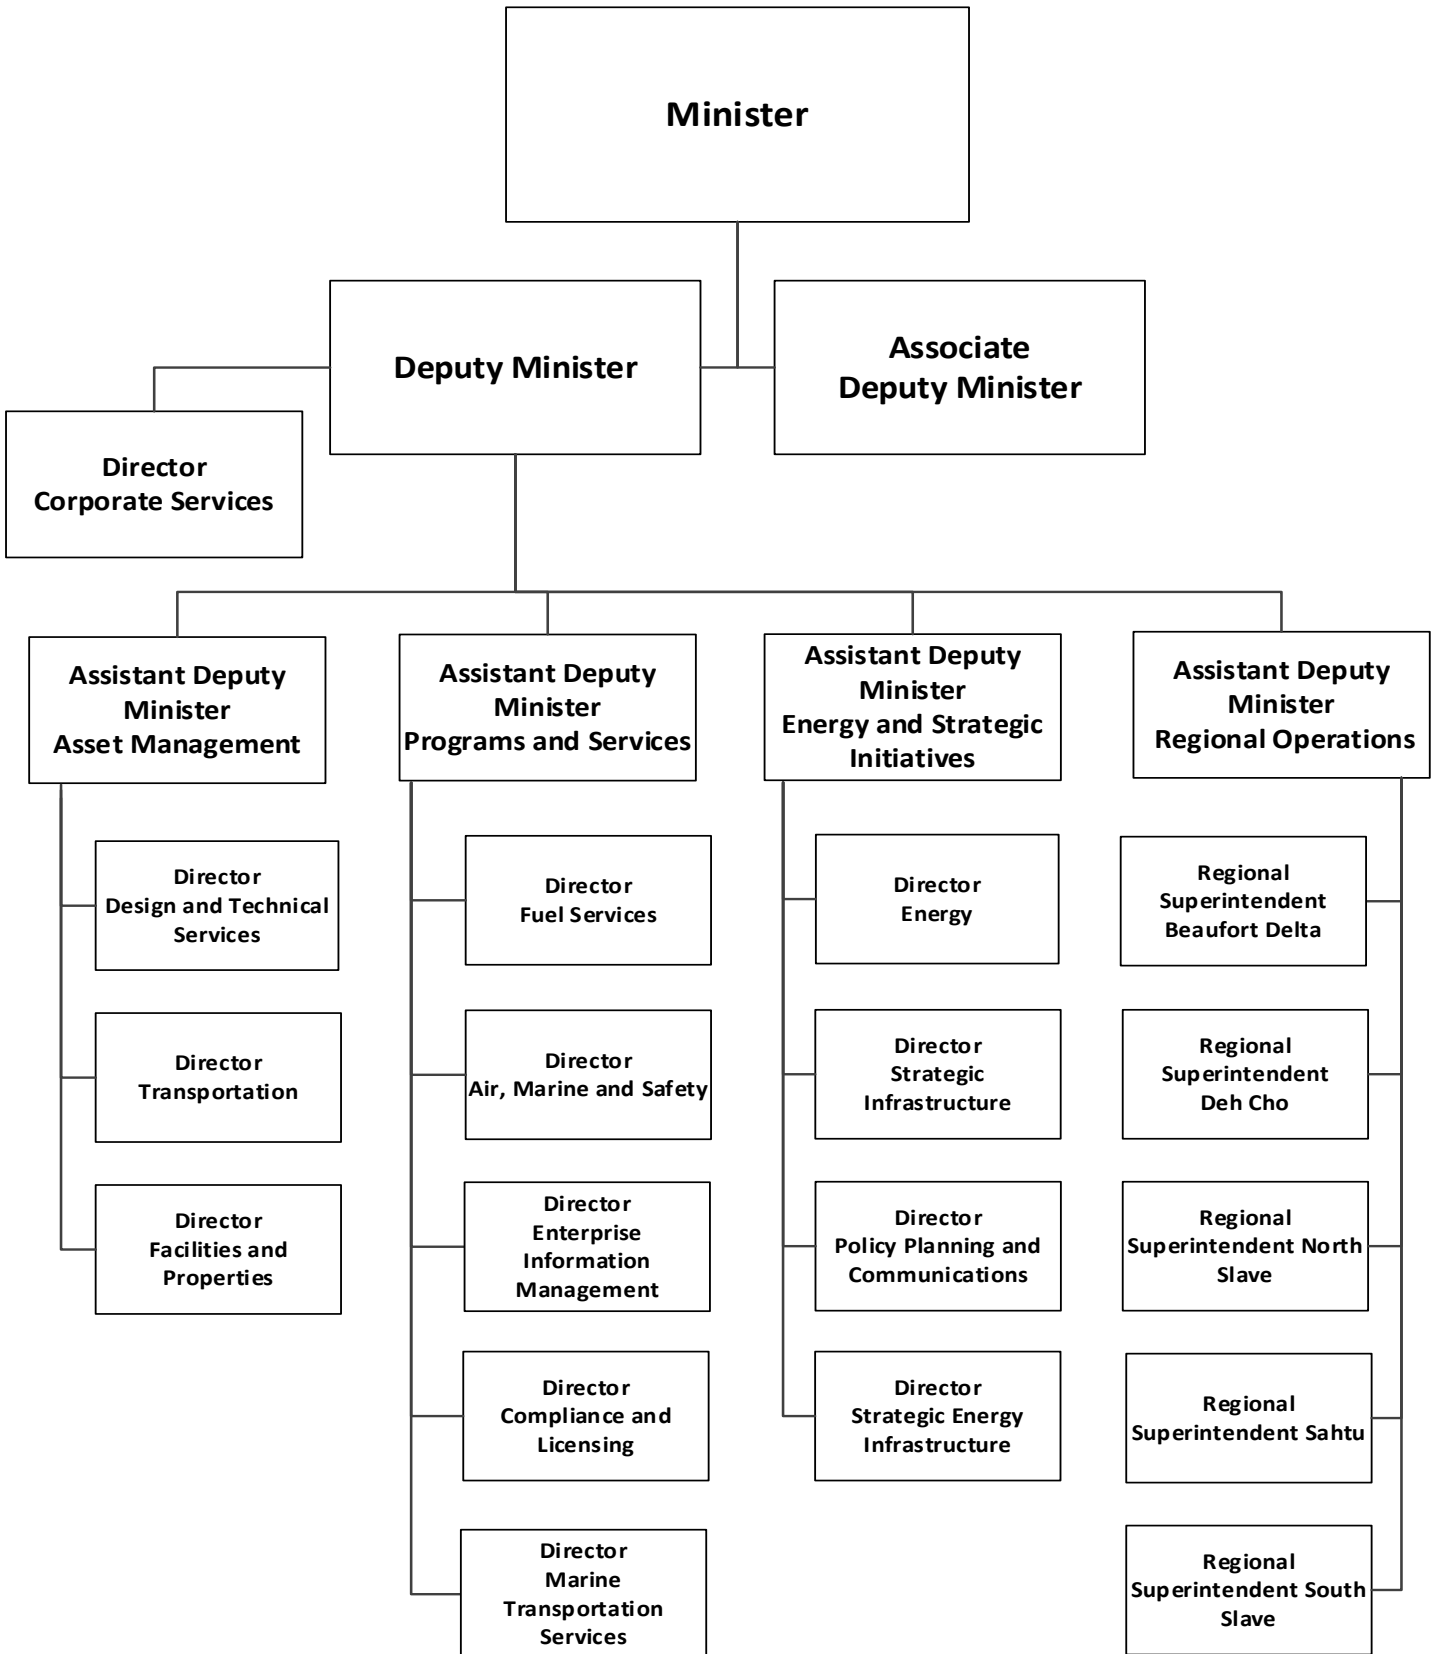 Minister
Deputy Minister
Associate
Deputy Minister
Director
Corporate Services
Assistant Deputy
Minister
Asset Management
Assistant Deputy
Minister
Programs and Services
Assistant Deputy
Minister
Energy and Strategic
Initiatives
Assistant Deputy
Minister
Regional Operations
Director
Design and Technical
Services
Director
Transportation
Director
Facilities and
Properties
Director
Fuel Services
Director
Air, Marine and Safety
Director
Enterprise
Information
Management
Director
Compliance and
Licensing
Director
Marine
Transportation
Services
Director
Energy
Director
Strategic
Infrastructure
Director
Policy Planning and
Communications
Director
Strategic Energy
Infrastructure
Regional
Superintendent
Beaufort Delta
Regional
Superintendent
Deh Cho
Regional
Superintendent North
Slave
Regional
Superintendent Sahtu
Regional
Superintendent South
Slave